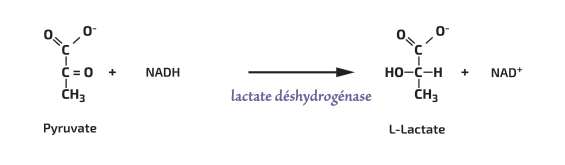 O O⁻ O O⁻
C C
C = O + NADH HO–C–H + NAD⁺
CH₃ lactate déshydrogénase CH₃
Pyruvate L-Lactate